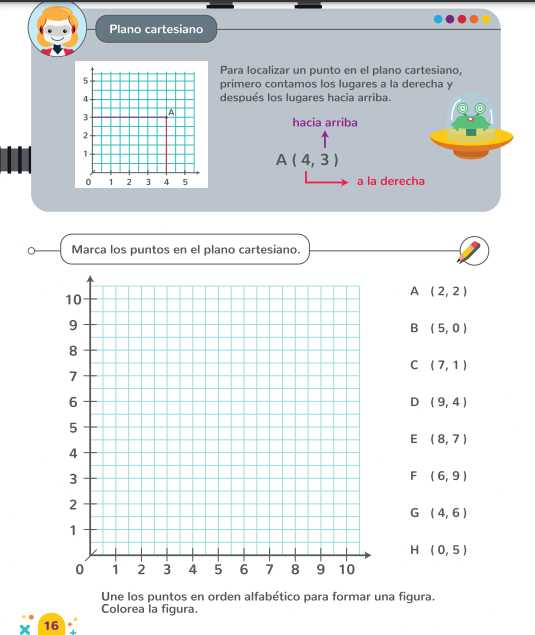 Plano cartesiano
Para localizar un punto en el plano cartesiano,
primero contamos los lugares a la derecha y
después los lugares hacia arriba.
5
4
3
2
1
A
0 1 2 3 4 5
hacia arriba
A ( 4, 3 )
a la derecha
Marca los puntos en el plano cartesiano.
10
9
8
7
6
5
4
3
2
1
0 1 2 3 4 5 6 7 8 9 10
A ( 2, 2 )
B ( 5, 0 )
C ( 7, 1 )
D ( 9, 4 )
E ( 8, 7 )
F ( 6, 9 )
G ( 4, 6 )
H ( 0, 5 )
Une los puntos en orden alfabético para formar una figura.
Colorea la figura.
16